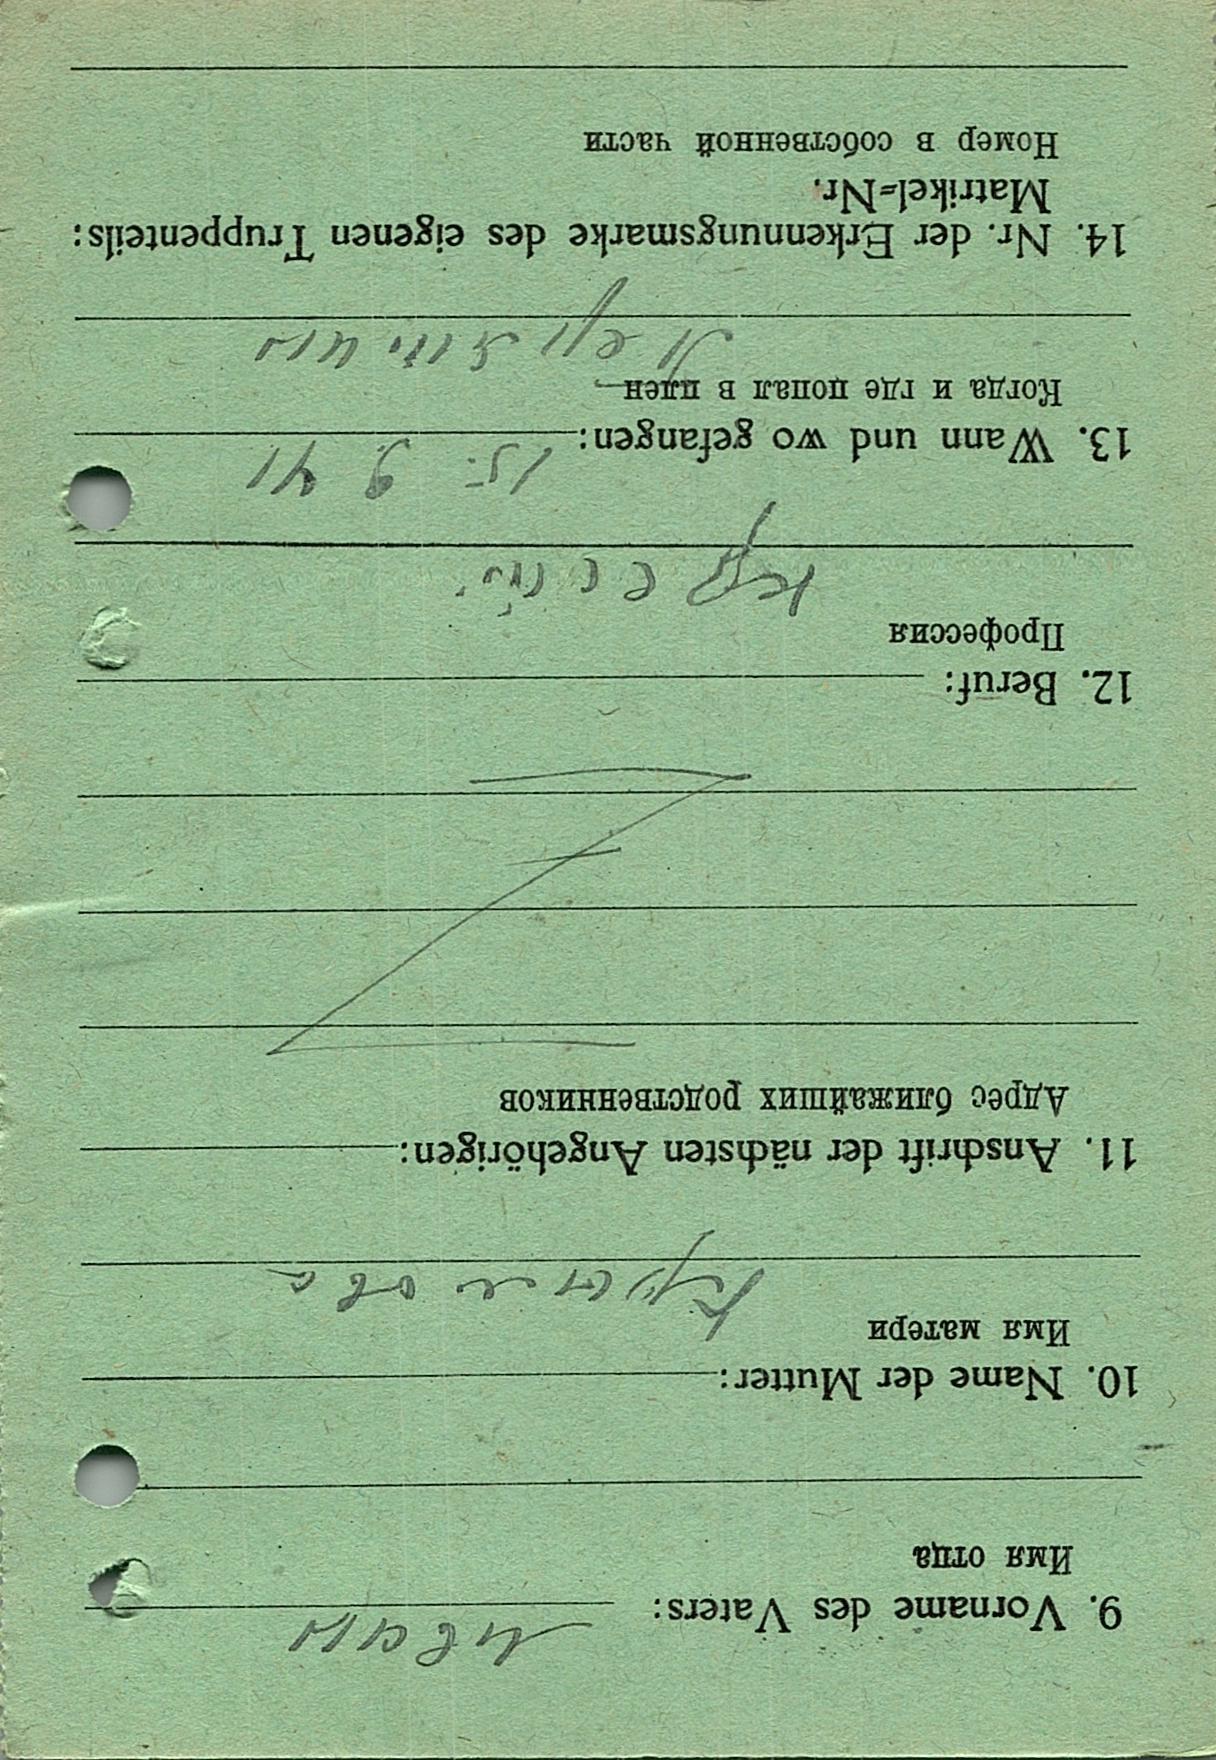 9. Vorname des Vaters: Иван
Имя отца
10. Name der Mutter:
Имя матери
11. Anschrift der nächsten Angehörigen:
Адрес ближайших родственников
12. Beruf:
Профессия
13. Wann und wo gefangen: 15 9 41
Когда и где попал в плен
14. Nr. der Erkennungsmarke des eigenen Truppenteils:
Matrikel-Nr.
Номер в собственной части